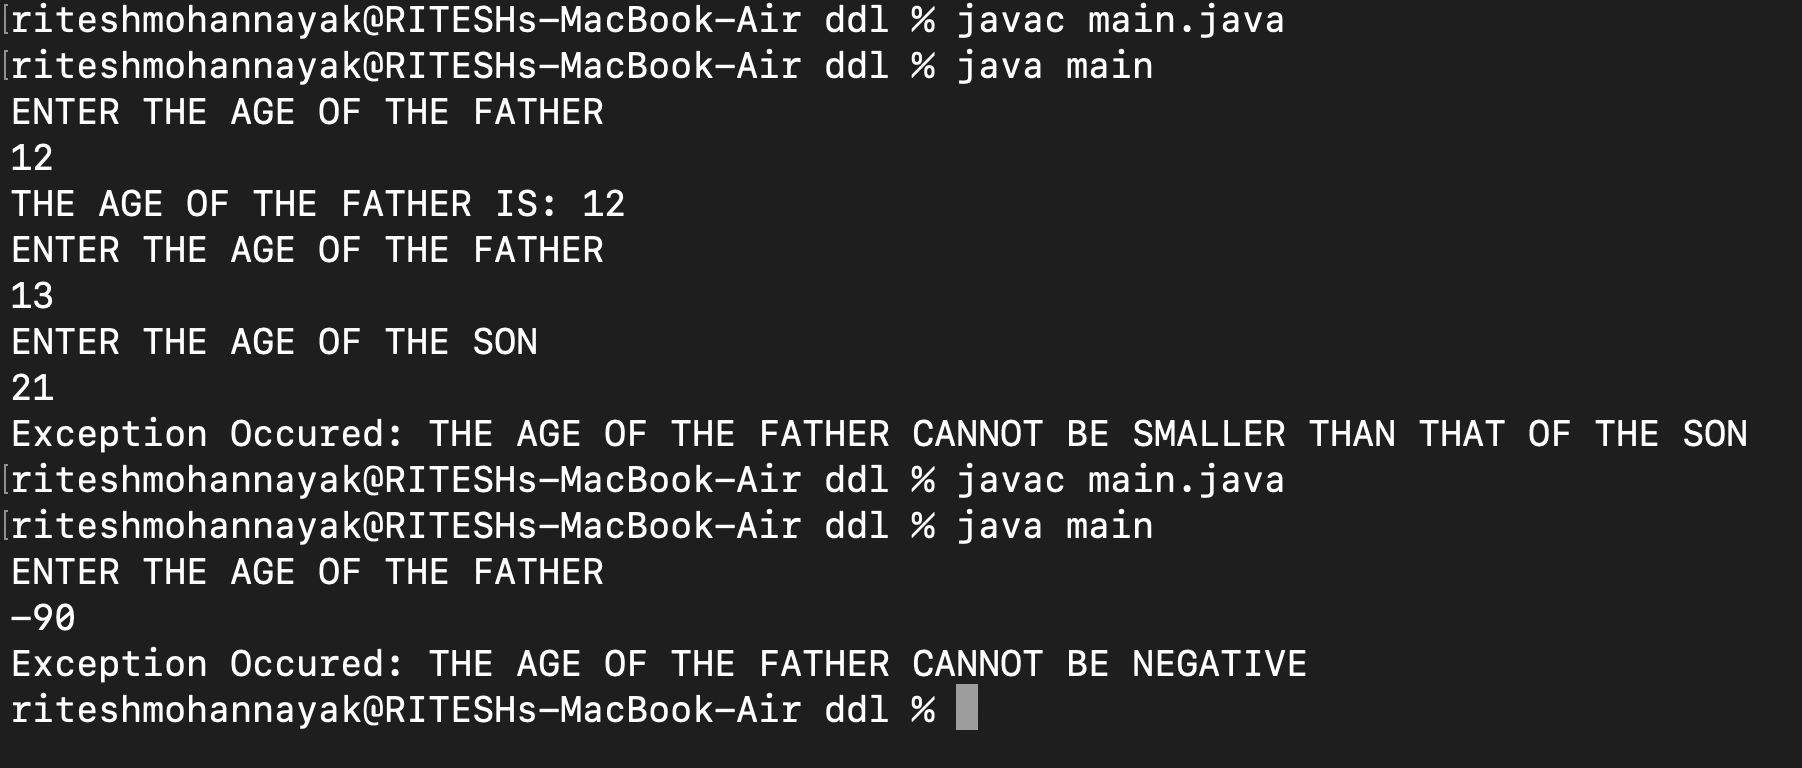 [riteshmohannayak@RITESHs-MacBook-Air ddl % javac main.java
[riteshmohannayak@RITESHs-MacBook-Air ddl % java main
ENTER THE AGE OF THE FATHER
12
THE AGE OF THE FATHER IS: 12
ENTER THE AGE OF THE FATHER
13
ENTER THE AGE OF THE SON
21
Exception Occured: THE AGE OF THE FATHER CANNOT BE SMALLER THAN THAT OF THE SON
[riteshmohannayak@RITESHs-MacBook-Air ddl % javac main.java
[riteshmohannayak@RITESHs-MacBook-Air ddl % java main
ENTER THE AGE OF THE FATHER
-90
Exception Occured: THE AGE OF THE FATHER CANNOT BE NEGATIVE
riteshmohannayak@RITESHs-MacBook-Air ddl %